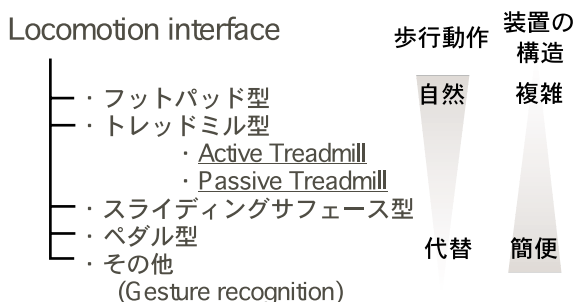 Locomotion interface
歩行動作
装置の
構造
・フットパッド型
自然
複雑
・トレッドミル型
・Active Treadmill
・Passive Treadmill
・スライディングサフェース型
・ペダル型
代替
簡便
・その他
(Gesture recognition)